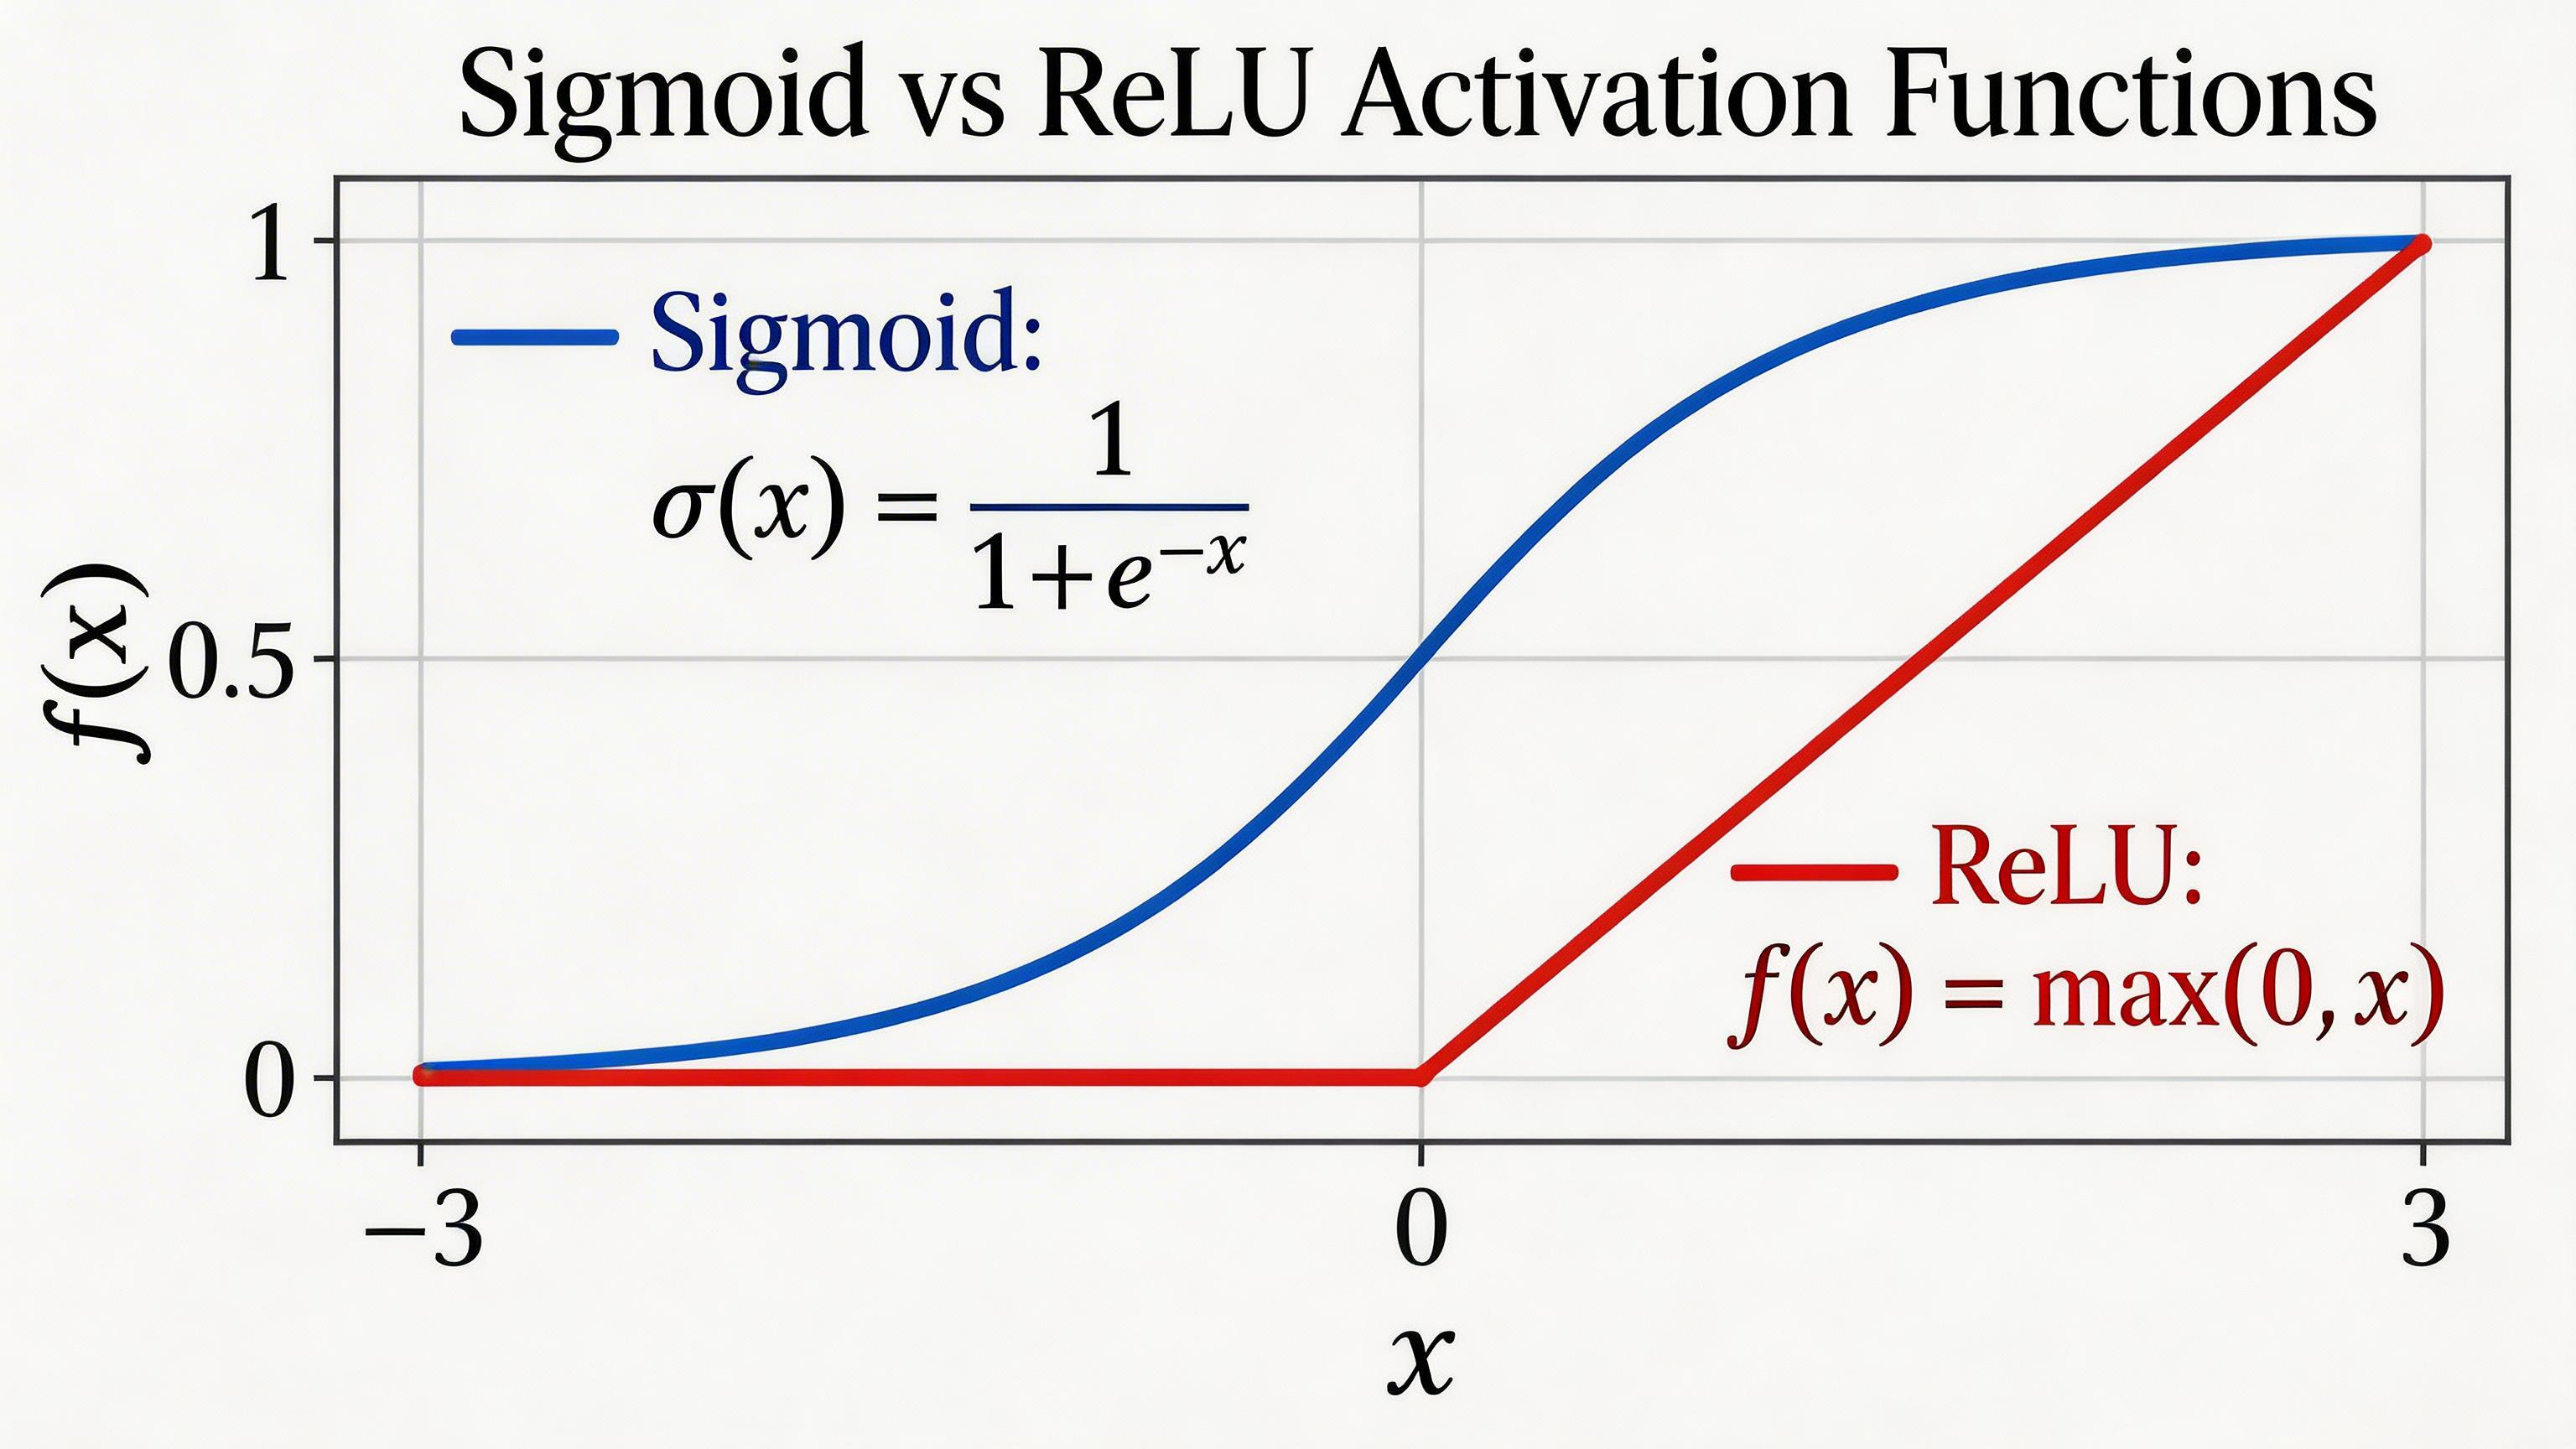 Sigmoid vs ReLU Activation Functions
1
Sigmoid:
σ(x) = 1/(1+e^{−x})
f(x)
0.5
ReLU:
f(x) = max(0, x)
0
−3 0 3
x